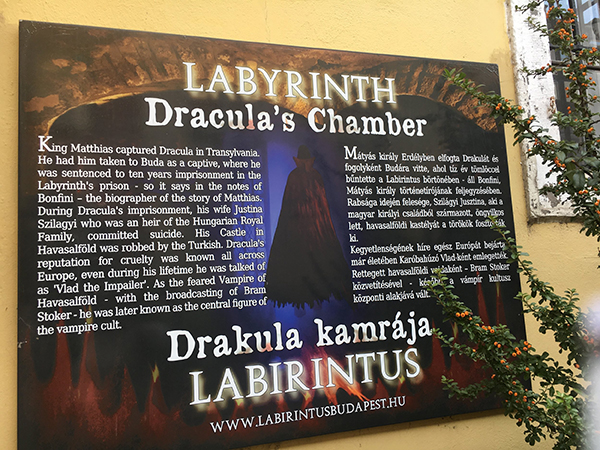 LABYRINTH
Dracula's Chamber
King Matthias captured Dracula in Transylvania.
He had him taken to Buda as a captive, where he
was sentenced to ten years imprisonment in the
Labyrinth's prison - so it says in the notes of
Bonfini – the biographer of the story of Matthias.
During Dracula's imprisonment, his wife Justina
Szilagyi who was an heir of the Hungarian Royal
Family, committed suicide. His Castle in
Havasalföld was robbed by the Turkish. Dracula's
reputation for cruelty was known all across
Europe, even during his lifetime he was talked of
as 'Vlad the Impailer'. As the feared Vampire of
Havasalföld - with the broadcasting of Bram
Stoker - he was later known as the central figure of
the vampire cult.
Mátyás király Erdélyben elfogta Drakulát és
fogolyként Budára vitte, ahol tíz év tömlöccel
büntette a Labirintus börtönében - áll Bonfini,
Mátyás király történetírójának feljegyzésében.
Rabsága idején felesége, Szilágyi Jusztina, aki a
magyar királyi családból származott, öngyilkos
lett, havasalföldi kastélyát a törökök fosztották
ki.
Kegyetlenségének híre egész Európát bejárta
már életében Karóbahúzó Vlad-ként emlegették.
Rettegett havasalföldi – Bram Stoker
közvetítésével - a vámpír kultusz
központi alakjává vált.
Drakula kamrája
LABIRINTUS
WWW.LABIRINTUSBUDAPEST.HU